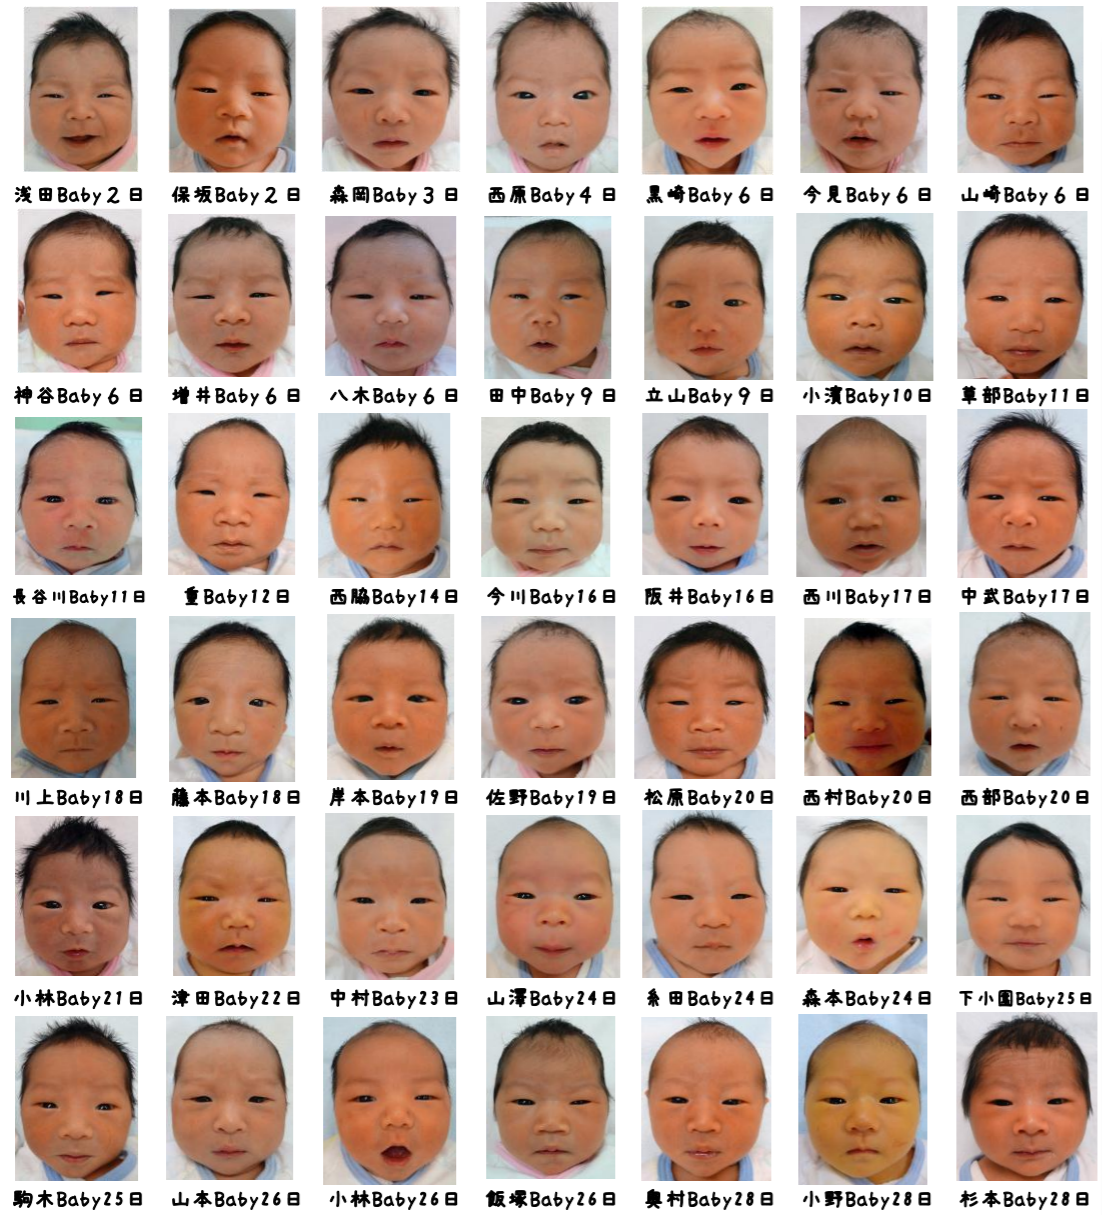 浅田Baby2日 保坂Baby2日 森岡Baby3日 西原Baby4日 黒崎Baby6日 今見Baby6日 山崎Baby6日
神谷Baby6日 増井Baby6日 八木Baby6日 田中Baby9日 立山Baby9日 小濱Baby10日 草部Baby11日
長谷川Baby11日 重Baby12日 西脇Baby14日 今川Baby16日 阪井Baby16日 西川Baby17日 中武Baby17日
川上Baby18日 藤本Baby18日 岸本Baby19日 佐野Baby19日 松原Baby20日 西村Baby20日 西部Baby20日
小林Baby21日 津田Baby22日 中村Baby23日 山澤Baby24日 糸田Baby24日 森本Baby24日 下小園Baby25日
駒木Baby25日 山本Baby26日 小林Baby26日 飯塚Baby26日 奥村Baby28日 小野Baby28日 杉本Baby28日